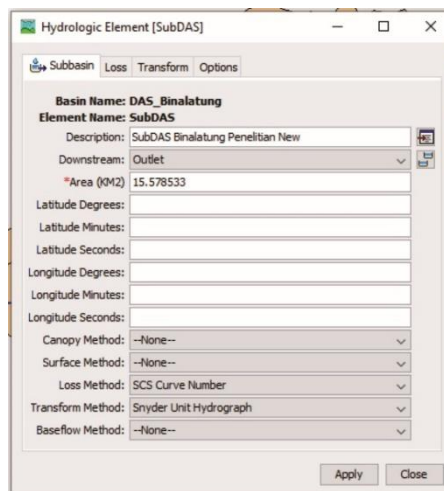 Hydrologic Element [SubDAS]
Subbasin Loss Transform Options
Basin Name: DAS_Binalatung
Element Name: SubDAS
Description: SubDAS Binalatung Penelitian New
Downstream: Outlet
*Area (KM2) 15.578533
Latitude Degrees:
Latitude Minutes:
Latitude Seconds:
Longitude Degrees:
Longitude Minutes:
Longitude Seconds:
Canopy Method: --None--
Surface Method: --None--
Loss Method: SCS Curve Number
Transform Method: Snyder Unit Hydrograph
Baseflow Method: --None--
Apply Close